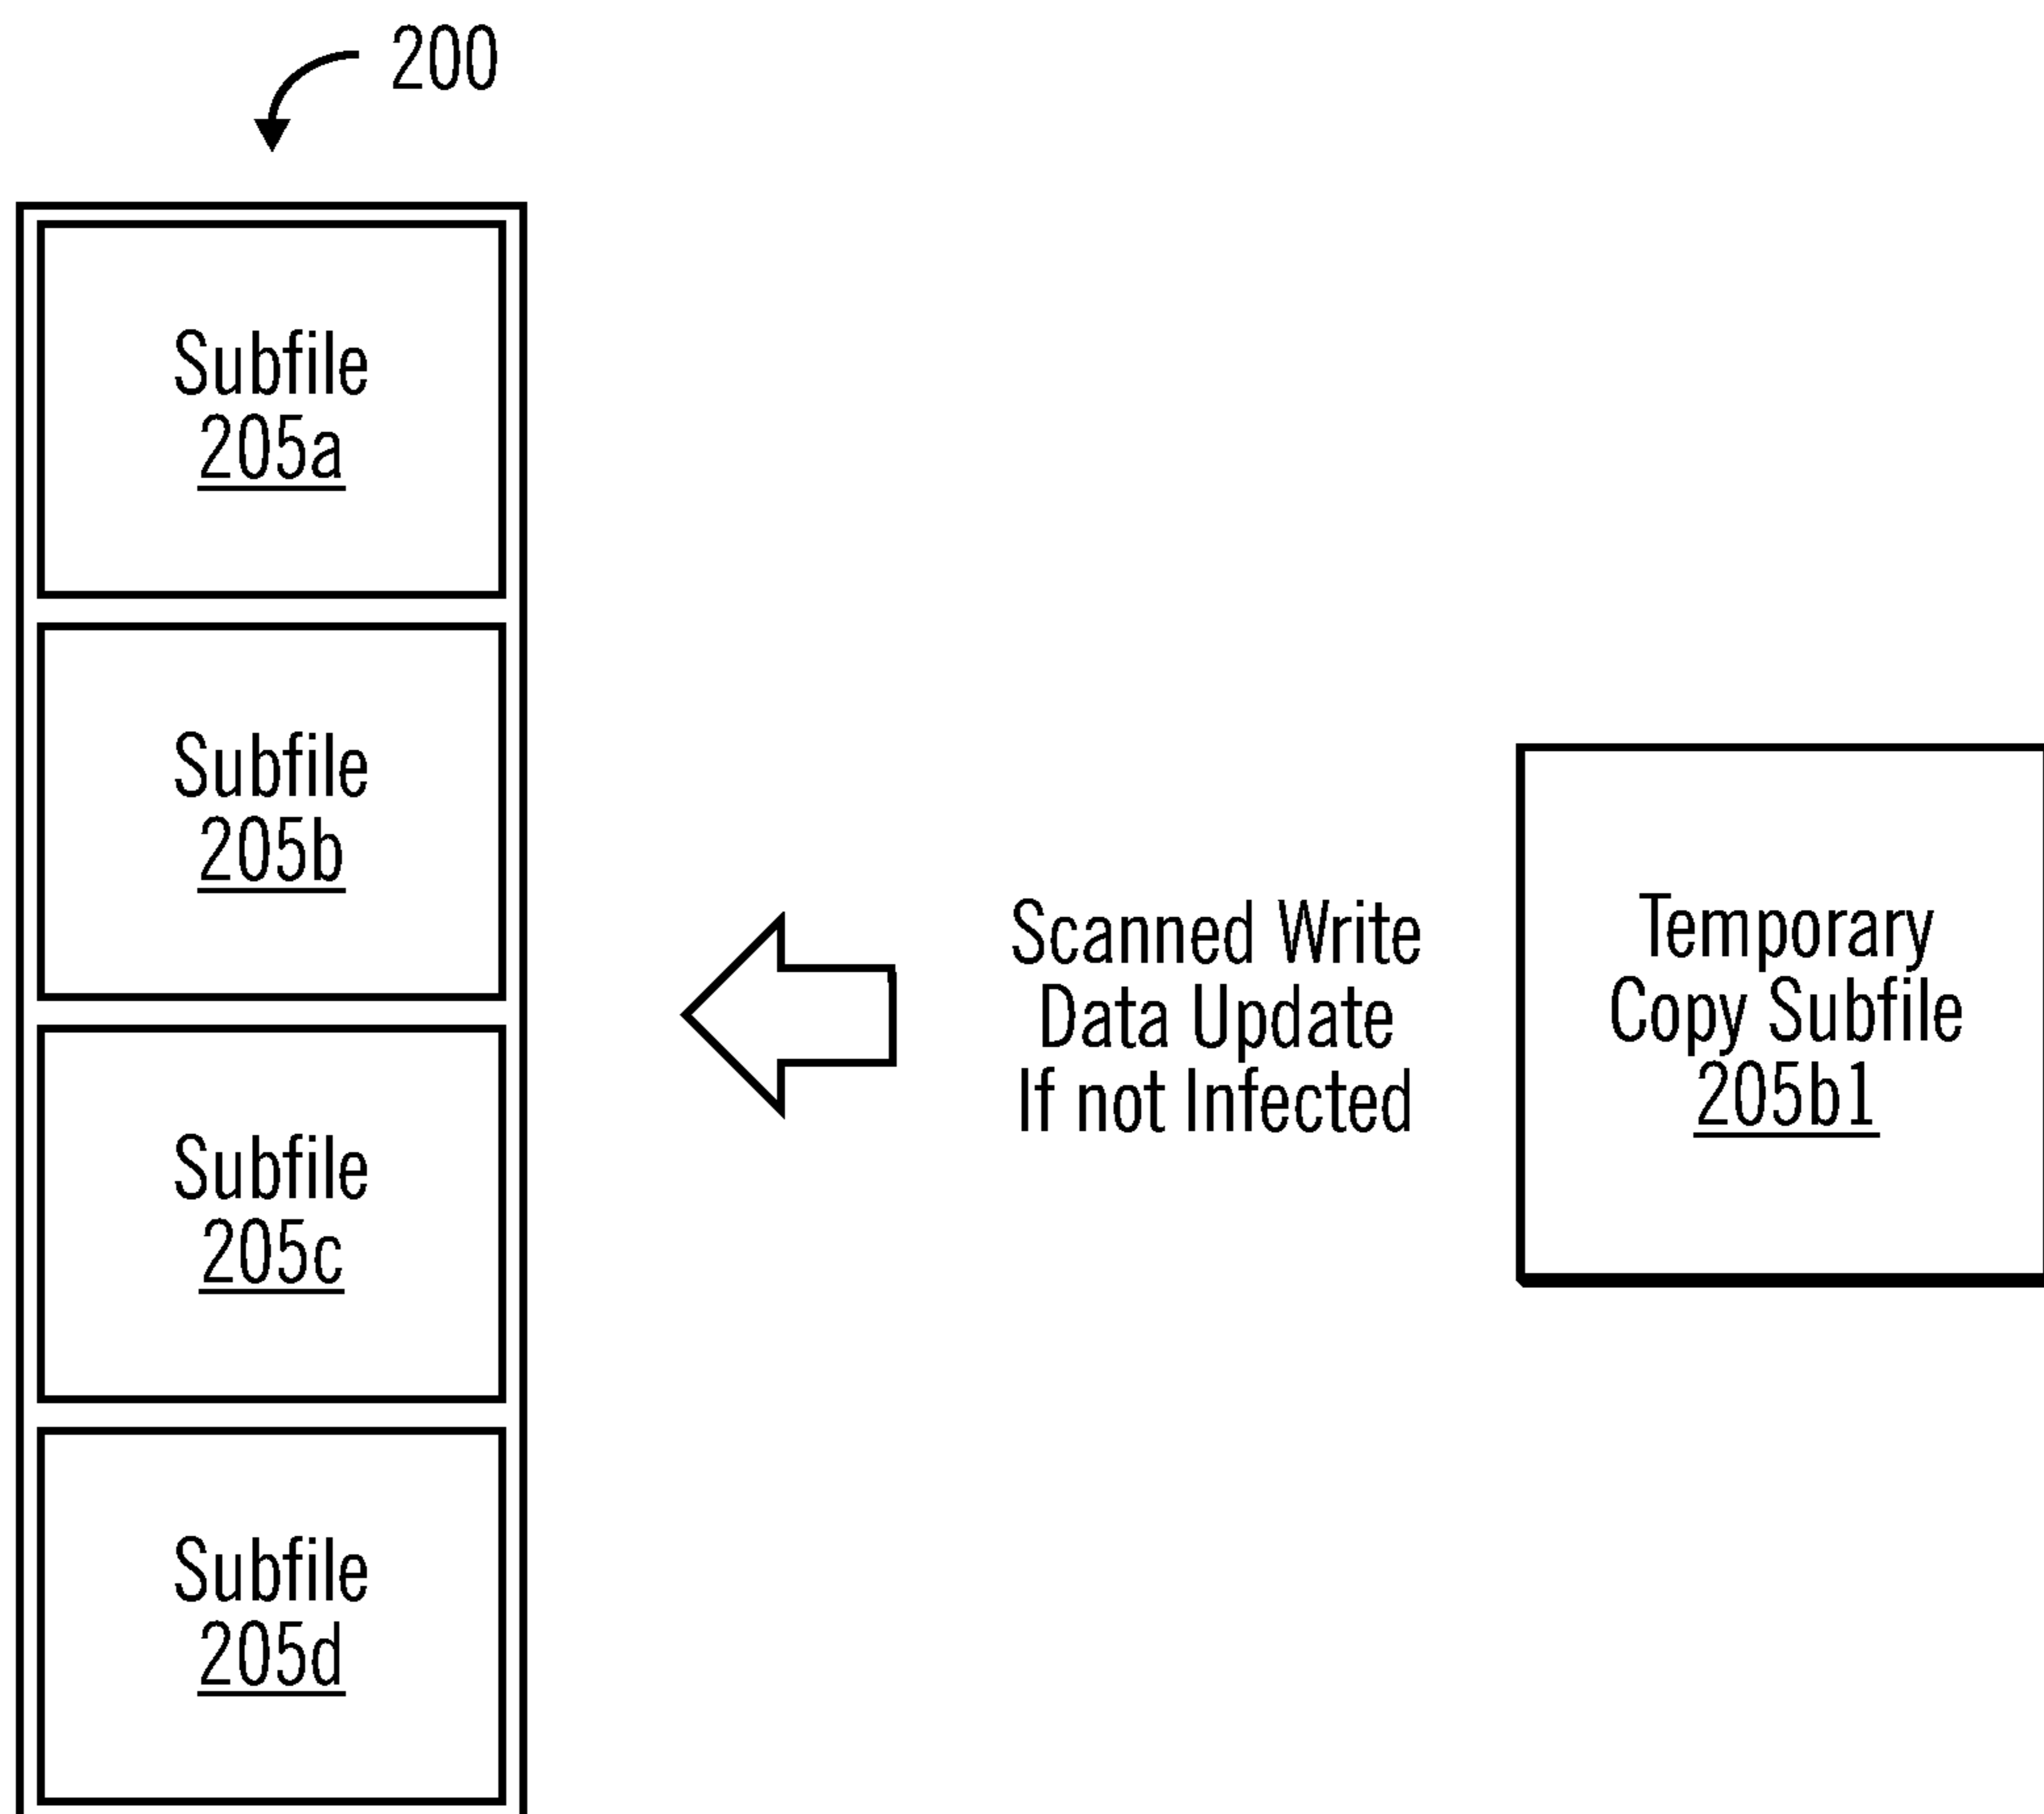 200
Subfile
205a
Subfile
205b
Subfile
205c
Subfile
205d
Scanned Write
Data Update
If not Infected
Temporary
Copy Subfile
205b1